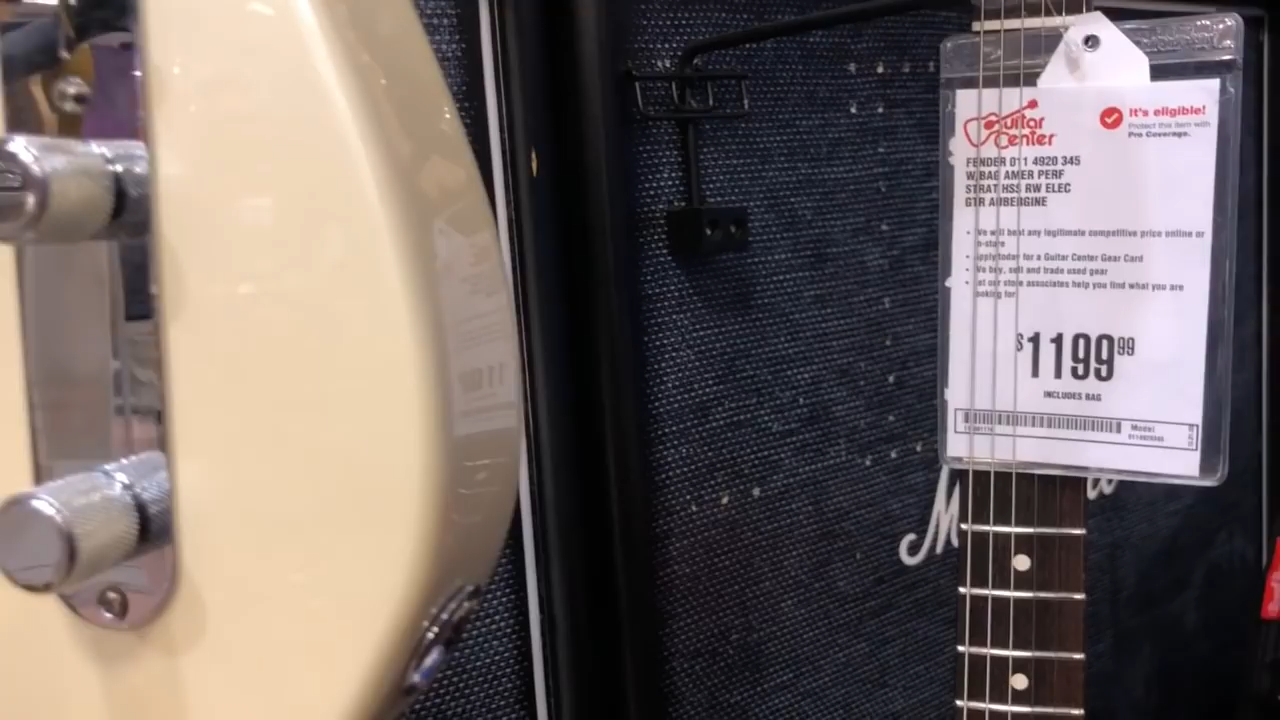 Guitar
Center
It's eligible!
Protect this item with
Pro Coverage.
FENDER 011 4920 345
W/BAG AMER PERF
STRAT HSS RW ELEC
GTR AUBERGINE
We will beat any legitimate competitive price online or
in-store
Apply today for a Guitar Center Gear Card
We buy, sell and trade used gear
Let our store associates help you find what you are
looking for
$1199.99
INCLUDES BAG
Model